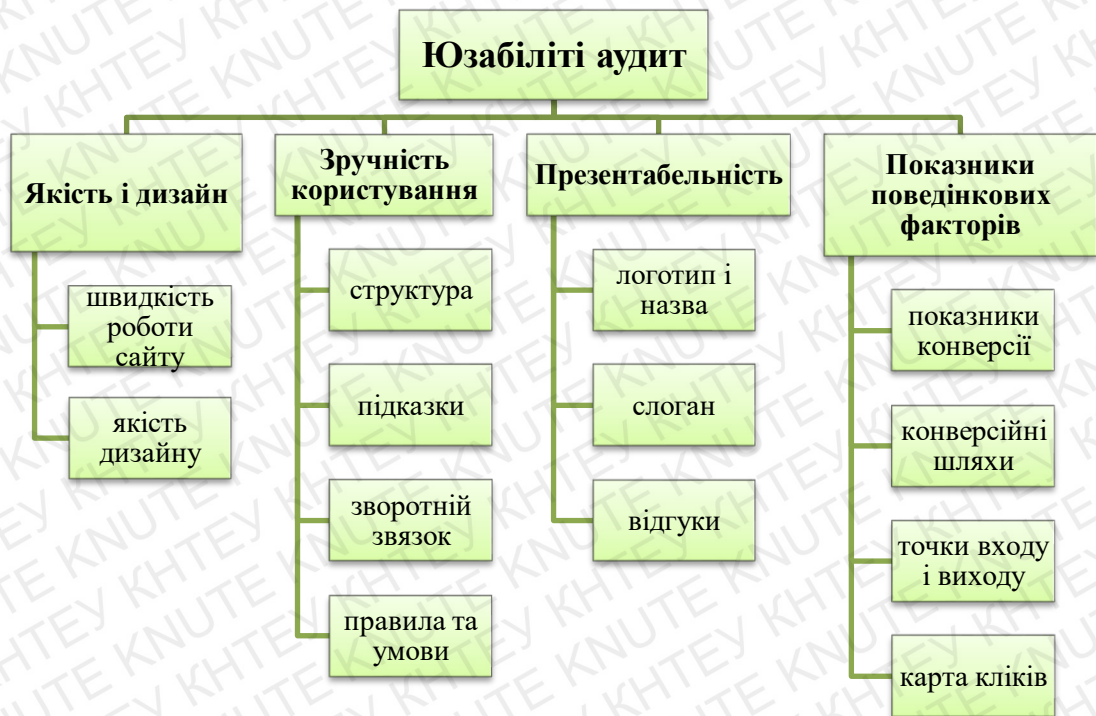 Юзабіліті аудит
Якість і дизайн
швидкість
роботи
сайту
якість
дизайну
Зручність
користування
структура
підказки
зворотній
звязок
правила та
умови
Презентабельність
логотип і
назва
слоган
відгуки
Показники
поведінкових
факторів
показники
конверсії
конверсійні
шляхи
точки входу
і виходу
карта кліків